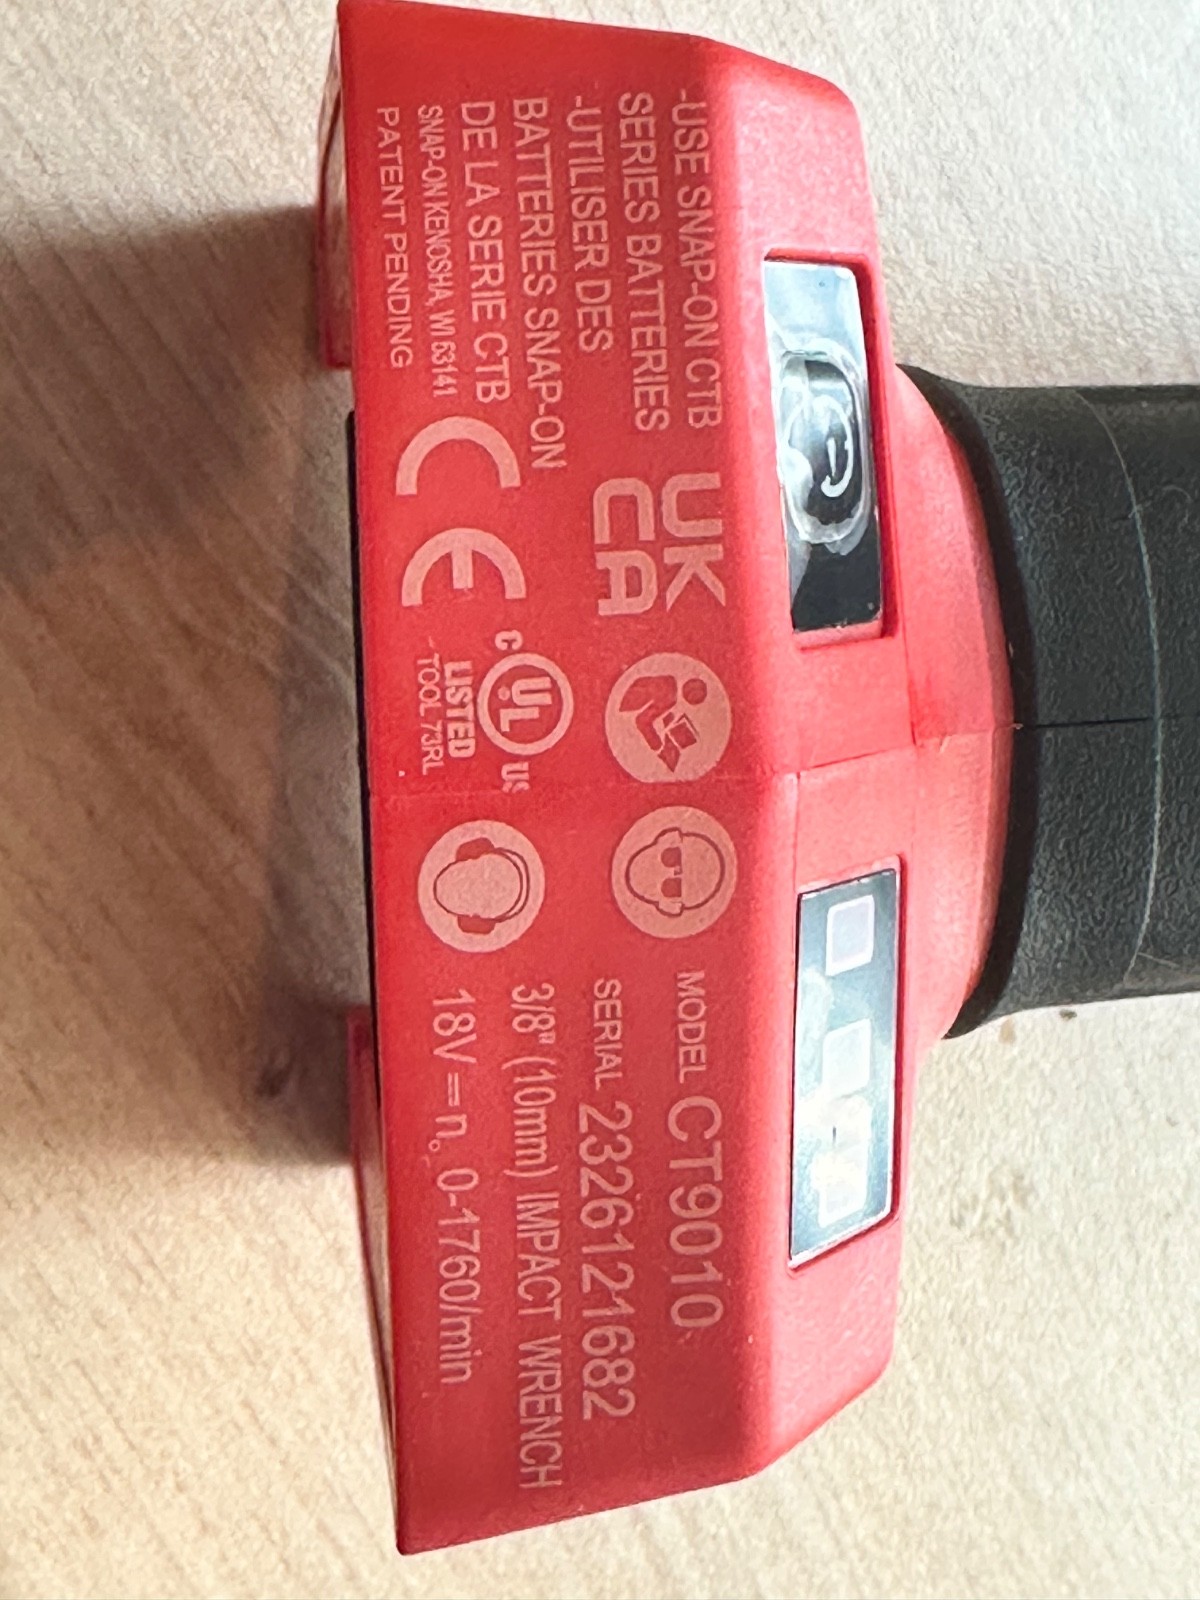 -USE SNAP-ON CTB
SERIES BATTERIES
-UTILISER DES
BATTERIES SNAP-ON
DE LA SERIE CTB
SNAP-ON KENOSHA, WI 53141
PATENT PENDING
UK
CA
CE
C UL US
LISTED
TOOL 73RL
MODEL CT9010
SERIAL 2326121682
3/8" (10mm) IMPACT WRENCH
18V⎓n₀ 0-1760/min